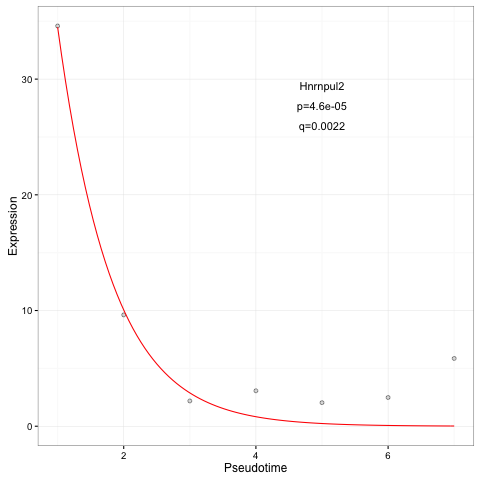 Hnrnpul2
p=4.6e-05
q=0.0022
30
20
10
0
Expression
2 4 6
Pseudotime